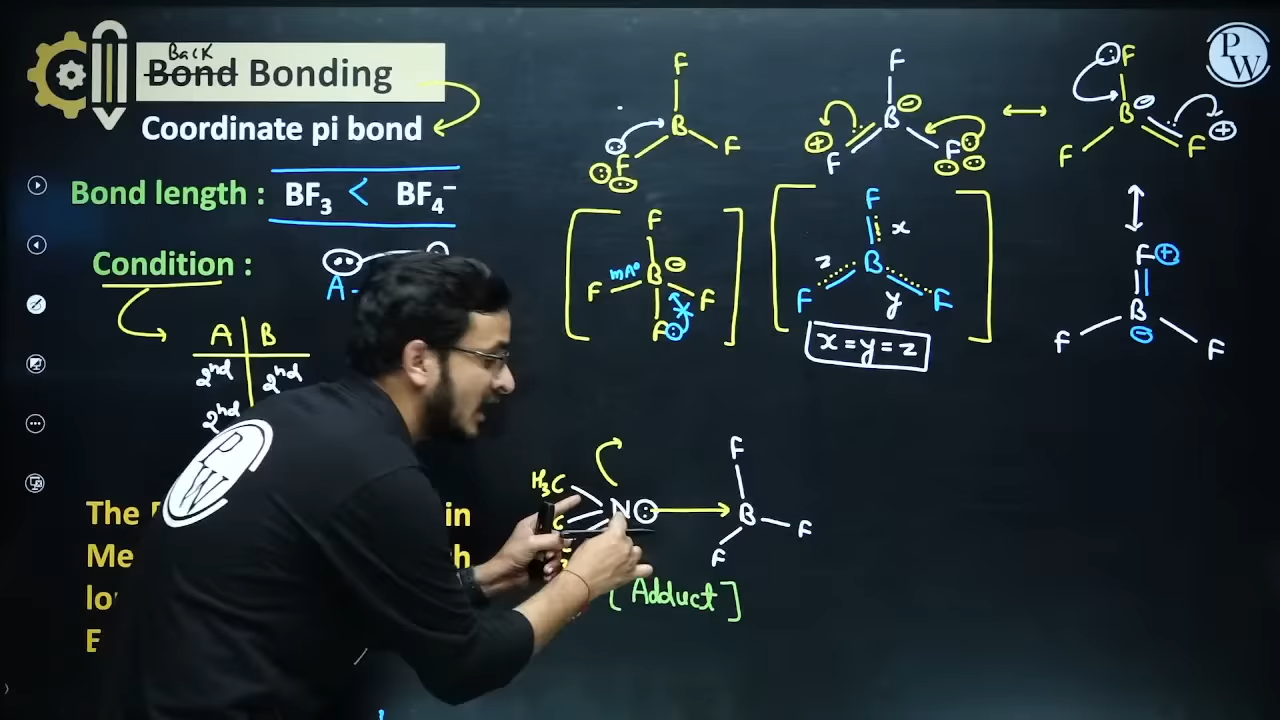 Back
Bond Bonding
Coordinate pi bond
Bond length : BF₃ < BF₄⁻
Condition :
A-
A B
2nd 2nd
2nd
The in
Me
F
B
F
F
F
B ⊖
⊕
F
F
F
B -
⊕
F
F
F
B ⊖
F
F
F
F
x
B
z
y
F
F
x = y = z
F ⊕
B
⊖
F
F
H₃C
C
N
B
F
F
F
[Adduct]
PW
PW